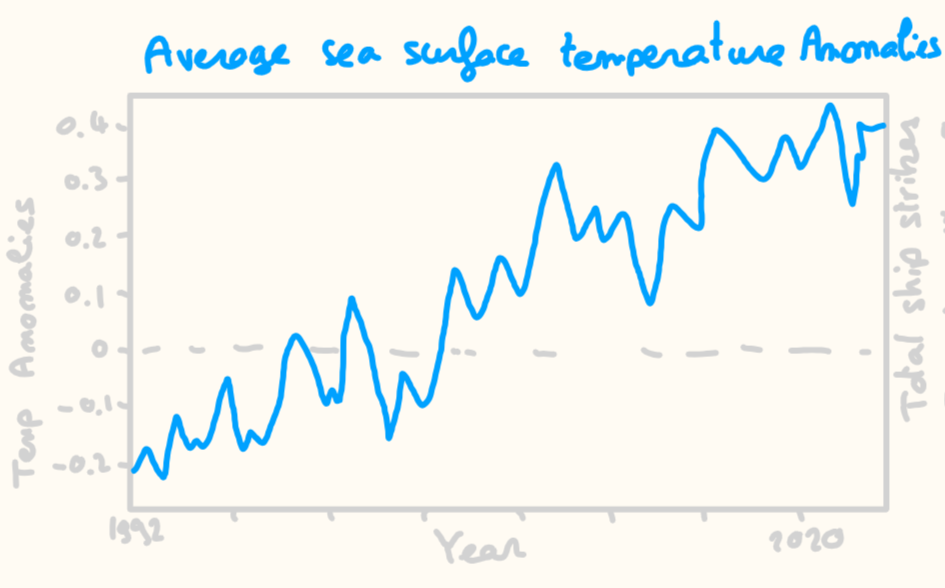 Average sea surface temperature Anomalies
0.4
0.3
0.2
0.1
0
-0.1
-0.2
Temp Anomalies
Total ship strikes
1992
2020
Year